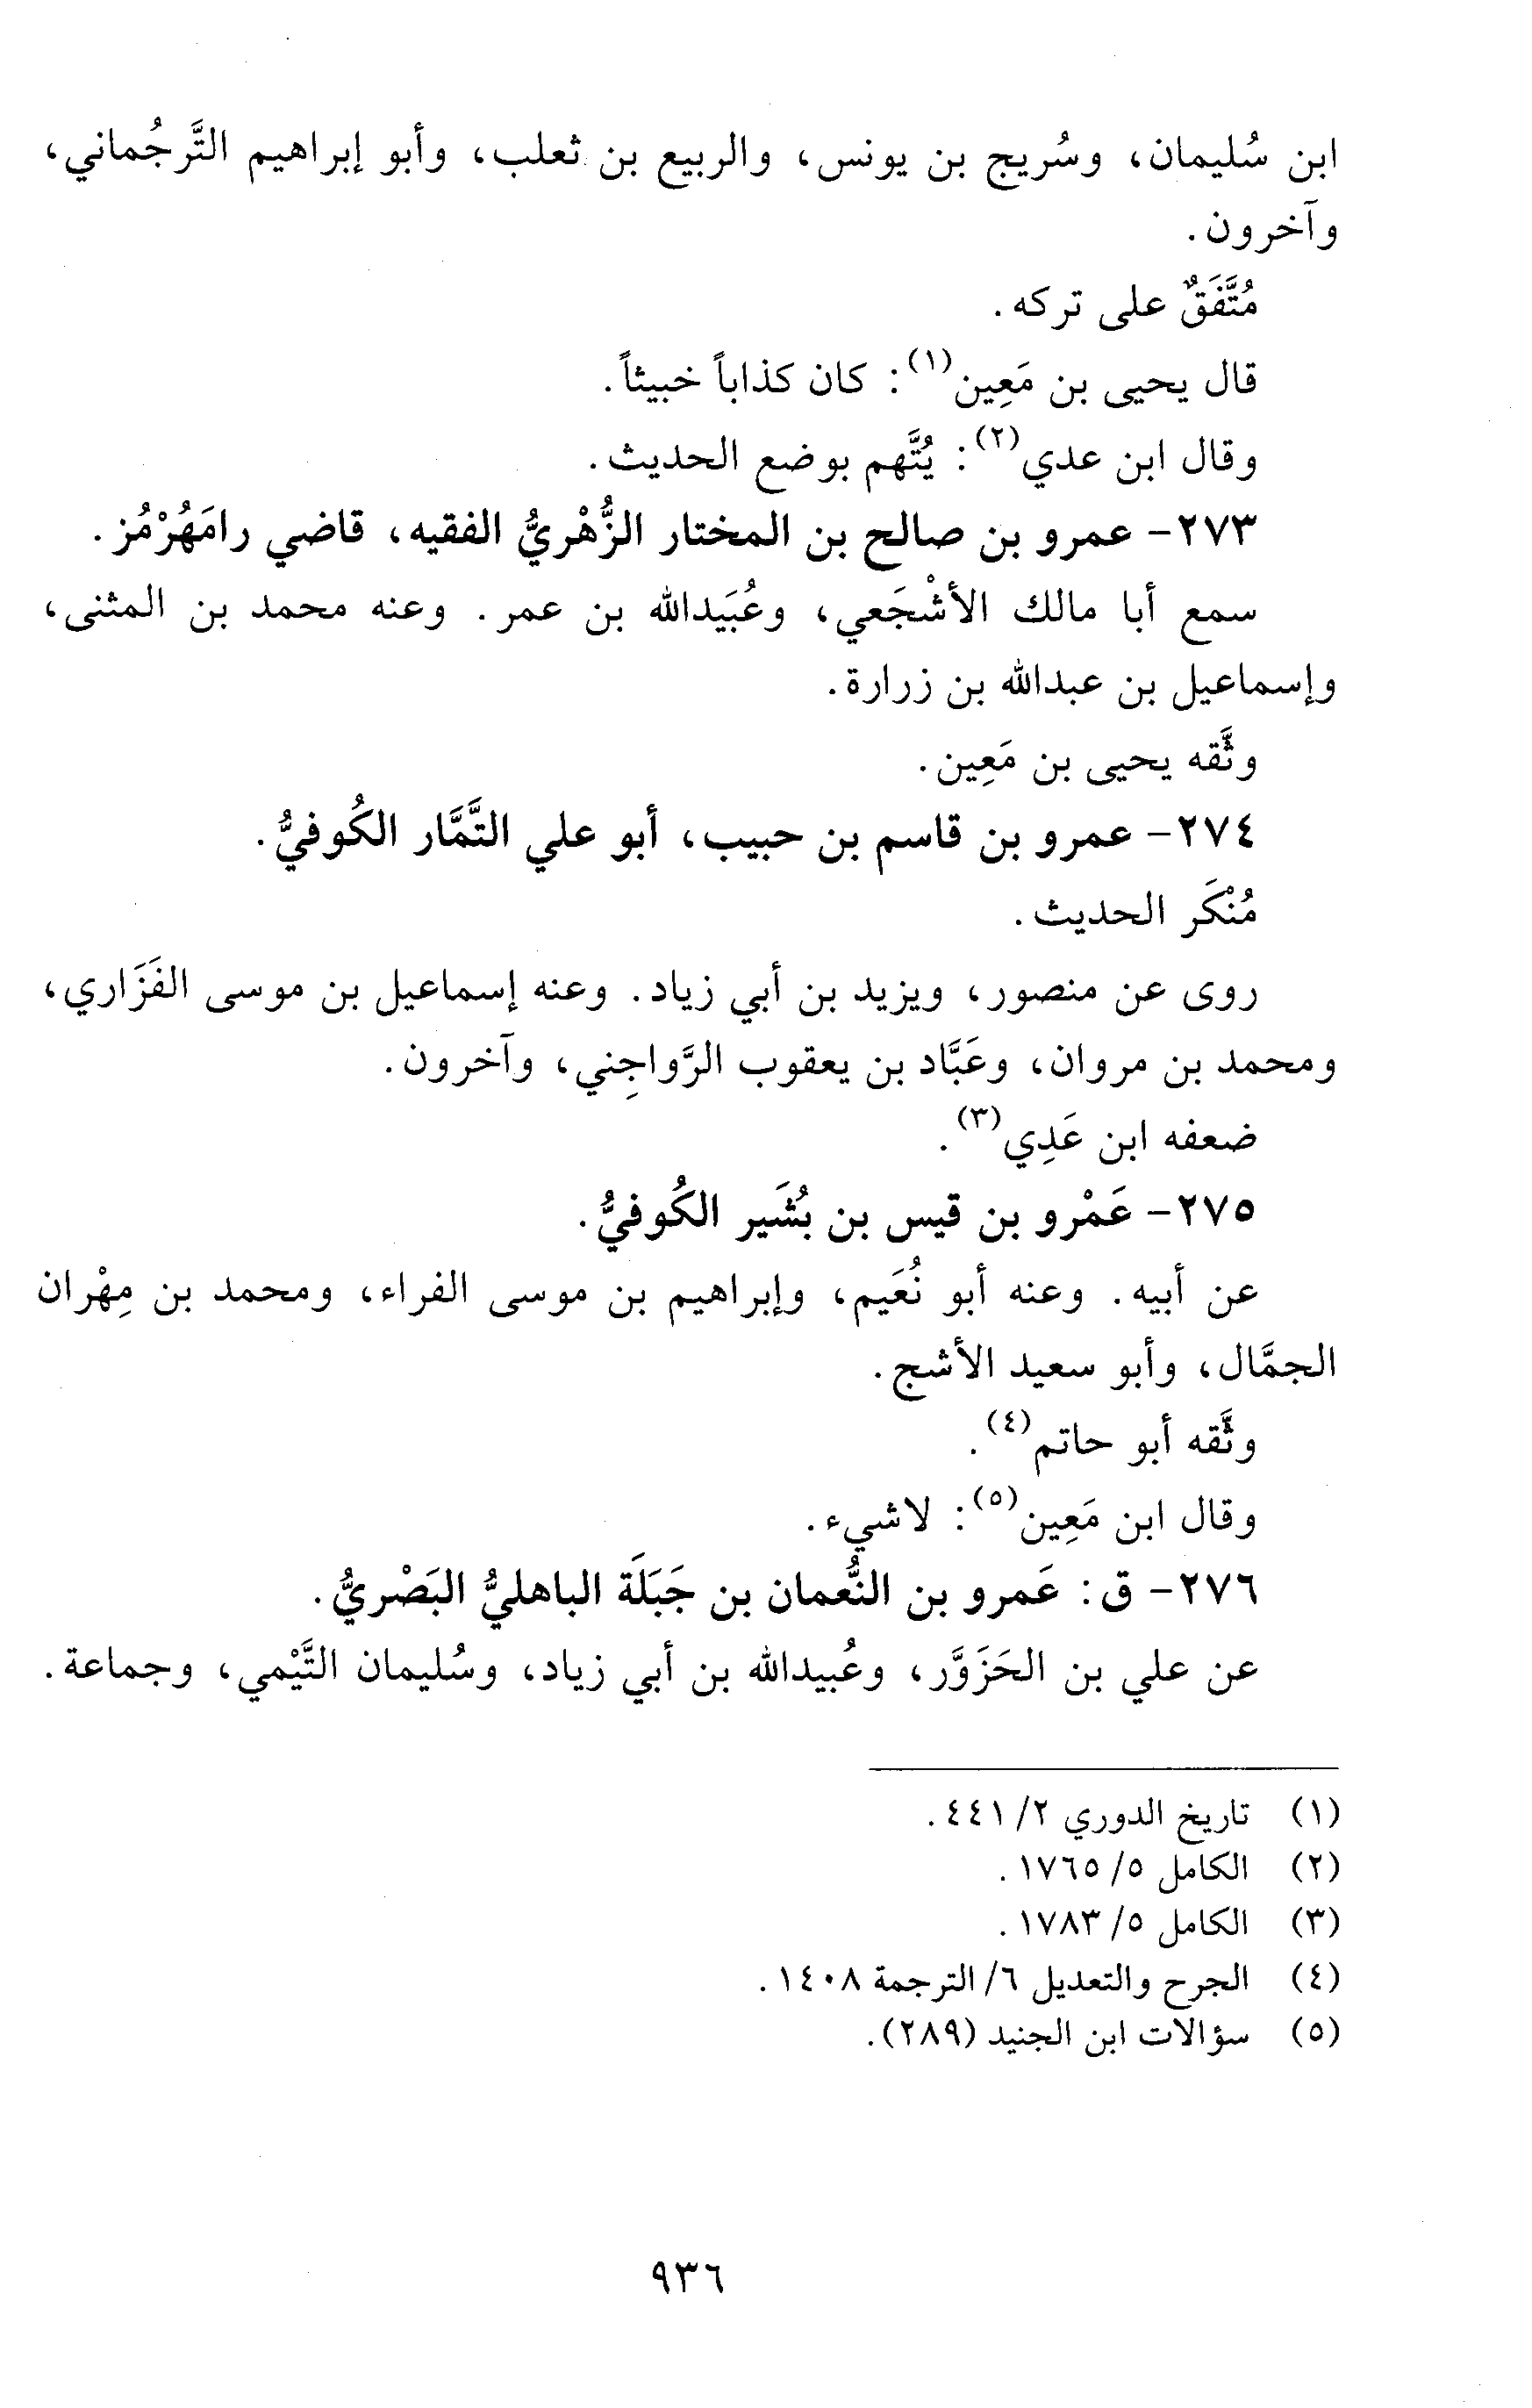 ابن سُليمان، وسُريج بن يونس، والربيع بن ثعلب، وأبو إبراهيم التَّرجُماني،
وآخرون.
مُتَّفَقٌ على تركه.
قال يحيى بن مَعِين(١): كان كذاباً خبيثاً.
وقال ابن عدي(٢): يُتَّهم بوضع الحديث.
٢٧٣- عمرو بن صالح بن المختار الزُّهْريُّ الفقيه، قاضي رامَهُرْمُز.
سمع أبا مالك الأشْجَعي، وعُبَيدالله بن عمر. وعنه محمد بن المثنى،
وإسماعيل بن عبدالله بن زرارة.
وثَّقه يحيى بن مَعِين.
٢٧٤- عمرو بن قاسم بن حبيب، أبو علي التَّمَّار الكُوفيُّ.
مُنْكَر الحديث.
روى عن منصور، ويزيد بن أبي زياد. وعنه إسماعيل بن موسى الفَزَاري،
ومحمد بن مروان، وعَبَّاد بن يعقوب الرَّواجِني، وآخرون.
ضعفه ابن عَدِي(٣).
٢٧٥- عَمْرو بن قيس بن بُشَير الكُوفيُّ.
عن أبيه. وعنه أبو نُعَيم، وإبراهيم بن موسى الفراء، ومحمد بن مِهْران
الجمَّال، وأبو سعيد الأشج.
وثَّقه أبو حاتم(٤).
وقال ابن مَعِين(٥): لاشيء.
٢٧٦- ق: عَمرو بن النُّعمان بن جَبَلَة الباهليُّ البَصْريُّ.
عن علي بن الحَزَوَّر، وعُبيدالله بن أبي زياد، وسُليمان التَّيْمي، وجماعة.
(١) تاريخ الدوري ٢/ ٤٤١.
(٢) الكامل ٥/ ١٧٦٥.
(٣) الكامل ٥/ ١٧٨٣.
(٤) الجرح والتعديل ٦/ الترجمة ١٤٠٨.
(٥) سؤالات ابن الجنيد (٢٨٩).
٩٣٦